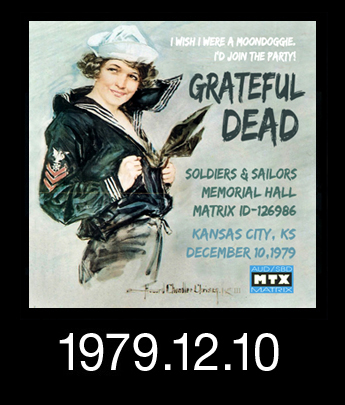 I WISH I WERE A MOONDOGGIE.
I'D JOIN THE PARTY!
GRATEFUL
DEAD
SOLDIERS & SAILORS
MEMORIAL HALL
MATRIX ID-126986
KANSAS CITY, KS
DECEMBER 10, 1979
AUD/SBD
MTX
MATRIX
1979.12.10